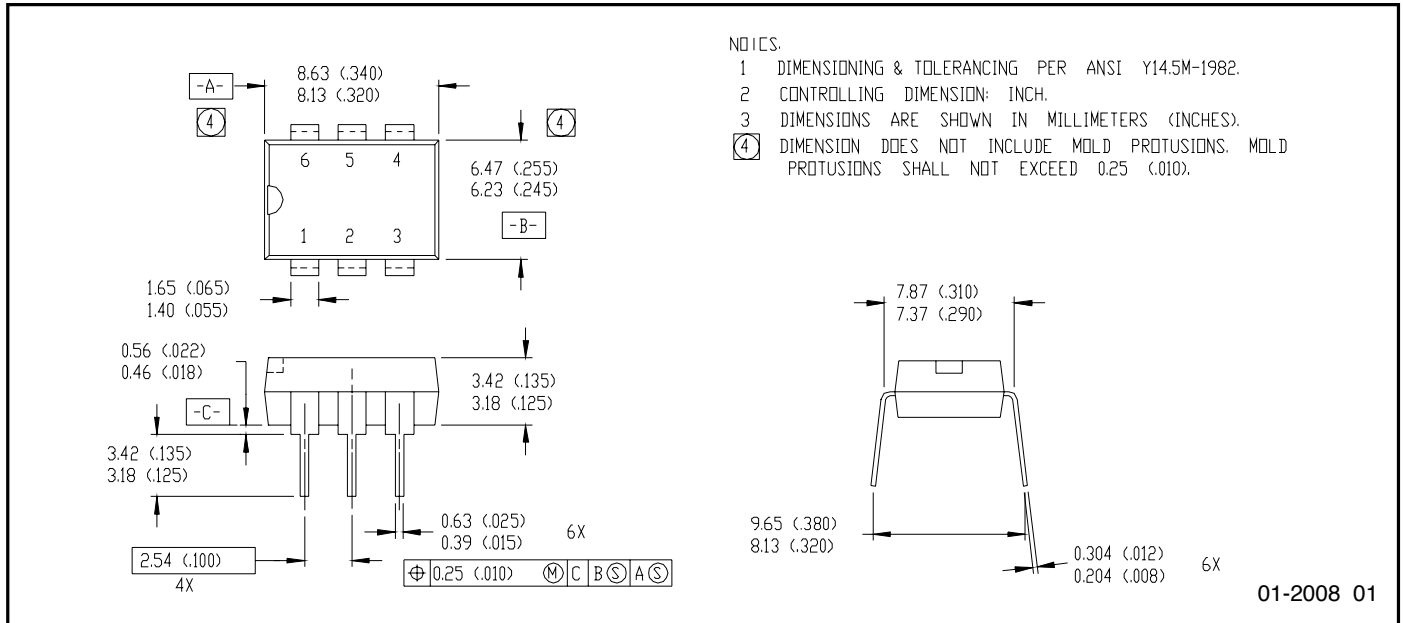 -A-
8.63 (.340)
8.13 (.320)
4
4
6 5 4
1 2 3
6.47 (.255)
6.23 (.245)
-B-
1.65 (.065)
1.40 (.055)
0.56 (.022)
0.46 (.018)
-C-
3.42 (.135)
3.18 (.125)
3.42 (.135)
3.18 (.125)
2.54 (.100)
4X
0.63 (.025)
0.39 (.015)
6X
⌖ 0.25 (.010) Ⓜ C B Ⓢ A Ⓢ
NOICS.
1 DIMENSIONING & TOLERANCING PER ANSI Y14.5M-1982.
2 CONTROLLING DIMENSION: INCH.
3 DIMENSIONS ARE SHOWN IN MILLIMETERS (INCHES).
4 DIMENSION DOES NOT INCLUDE MOLD PROTUSIONS. MOLD
PROTUSIONS SHALL NOT EXCEED 0.25 (.010).
7.87 (.310)
7.37 (.290)
9.65 (.380)
8.13 (.320)
0.304 (.012)
0.204 (.008)
6X
01-2008 01